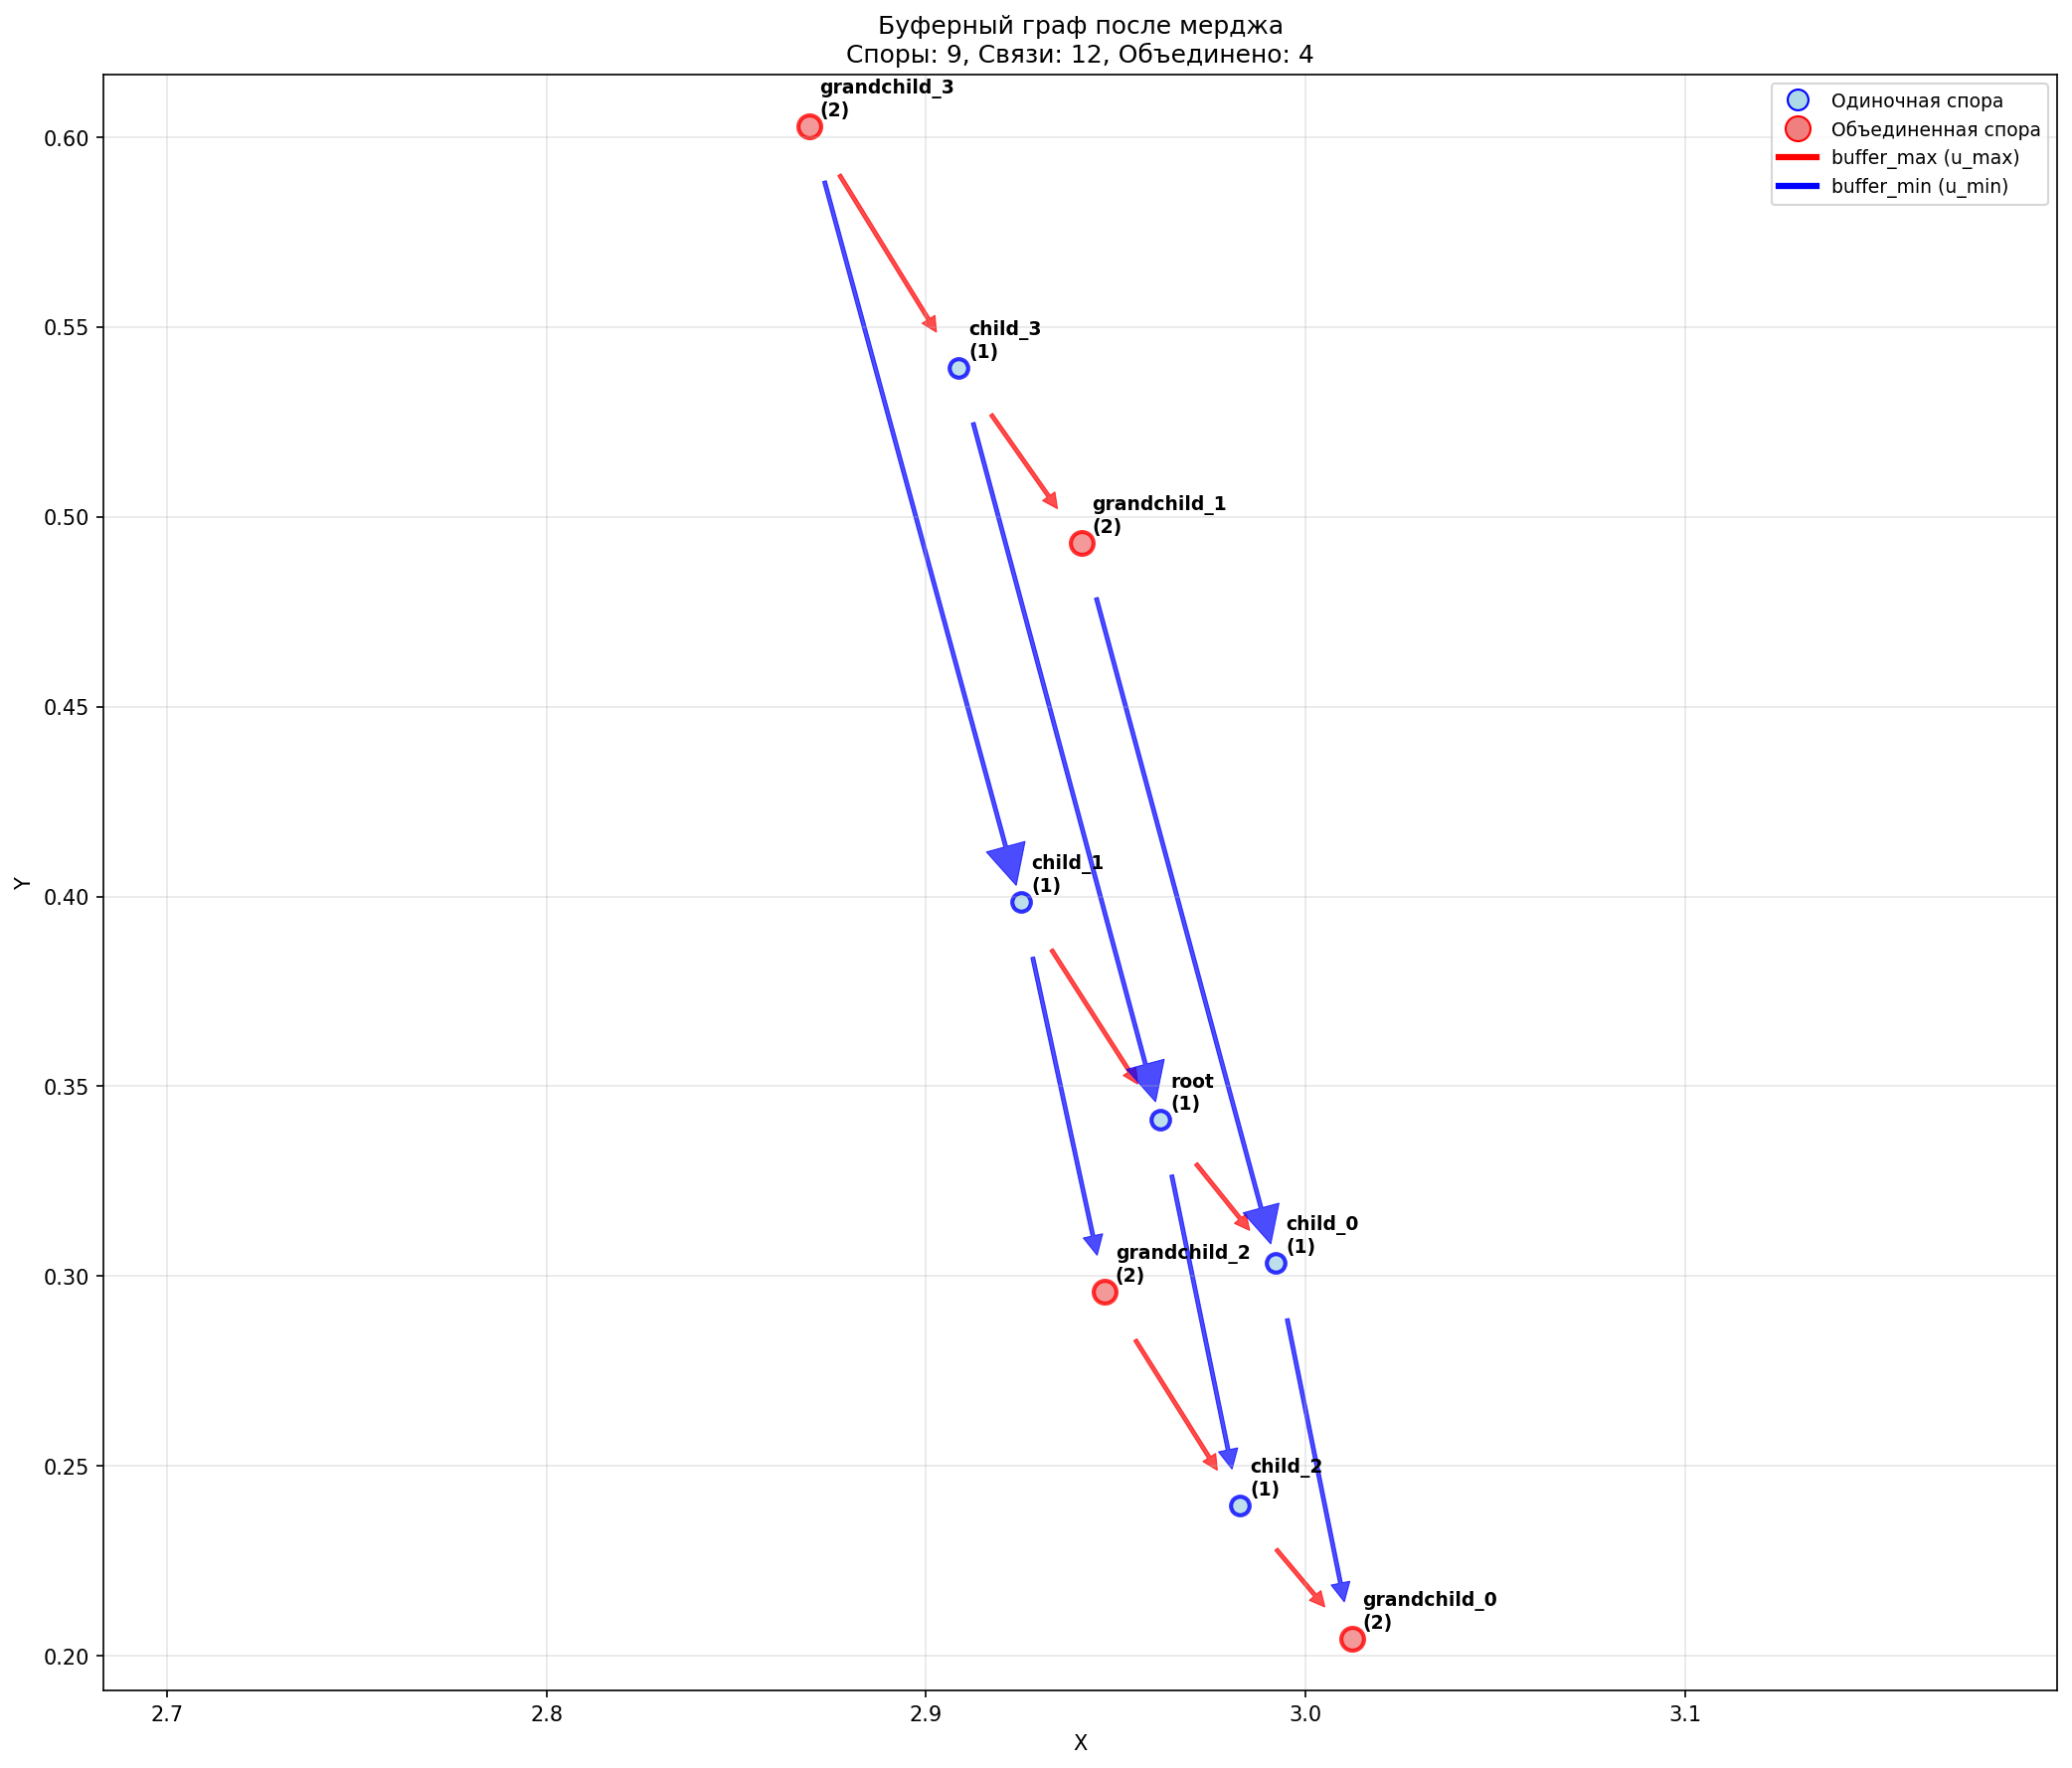 Буферный граф после мерджа
Споры: 9, Связи: 12, Объединено: 4
Одиночная спора
Объединенная спора
buffer_max (u_max)
buffer_min (u_min)
grandchild_3
(2)
child_3
(1)
grandchild_1
(2)
child_1
(1)
root
(1)
child_0
(1)
grandchild_2
(2)
child_2
(1)
grandchild_0
(2)
0.60
0.55
0.50
0.45
0.40
0.35
0.30
0.25
0.20
Y
2.7
2.8
2.9
3.0
3.1
X